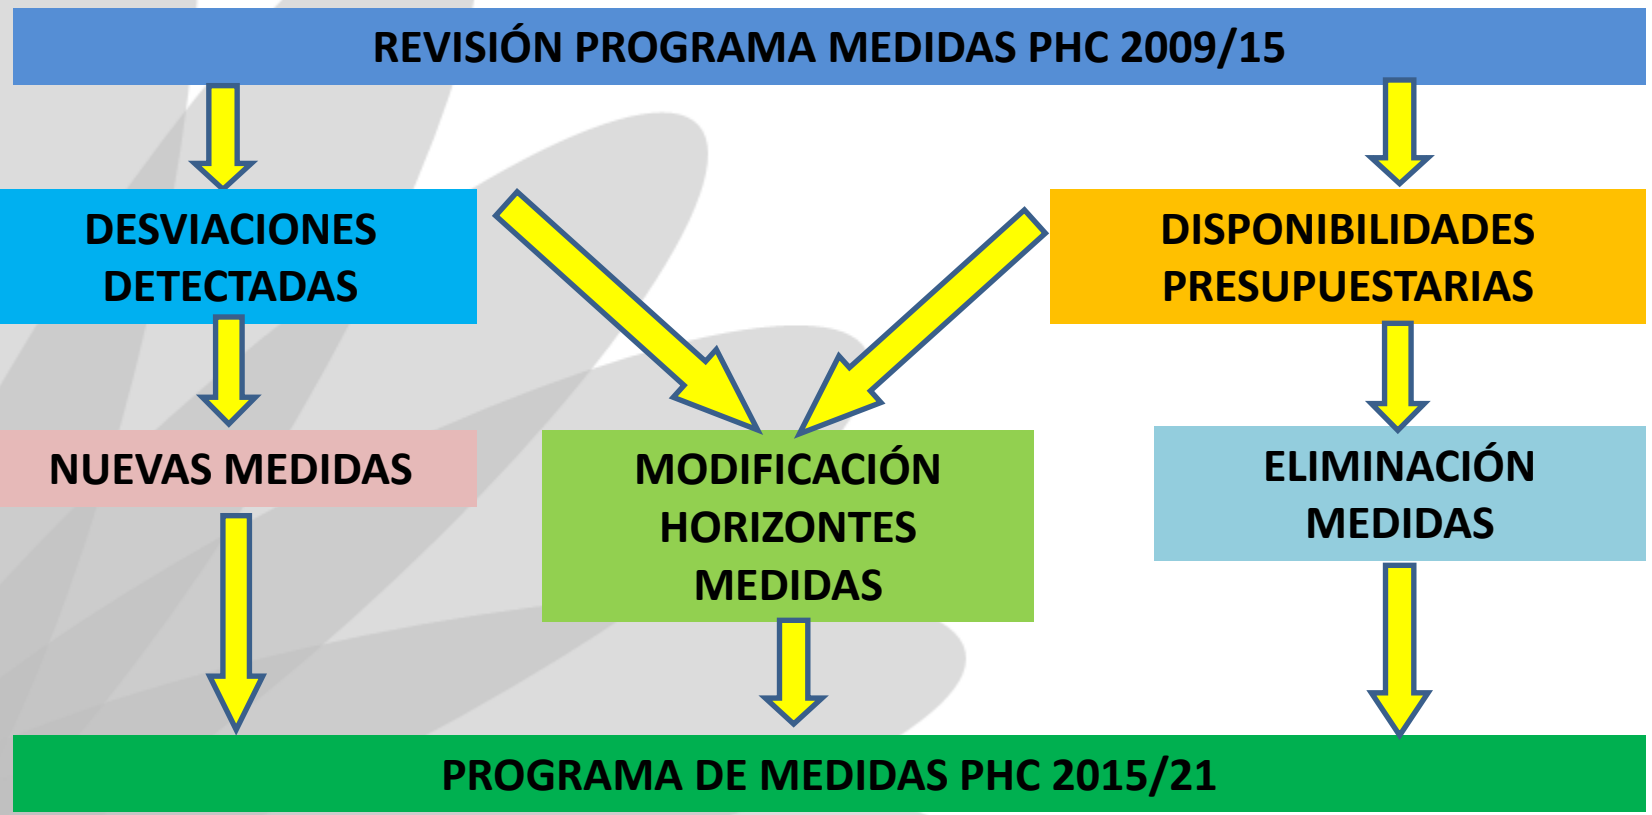 REVISIÓN PROGRAMA MEDIDAS PHC 2009/15
DESVIACIONES
DETECTADAS
DISPONIBILIDADES
PRESUPUESTARIAS
NUEVAS MEDIDAS
MODIFICACIÓN
HORIZONTES
MEDIDAS
ELIMINACIÓN
MEDIDAS
PROGRAMA DE MEDIDAS PHC 2015/21